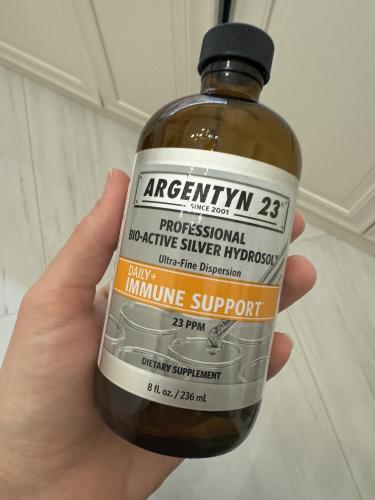 ARGENTYN 23®
SINCE 2001
PROFESSIONAL
BIO-ACTIVE SILVER HYDROSOL™
Ultra-Fine Dispersion
DAILY+
IMMUNE SUPPORT*
23 PPM
DIETARY SUPPLEMENT
8 fl. oz. / 236 mL